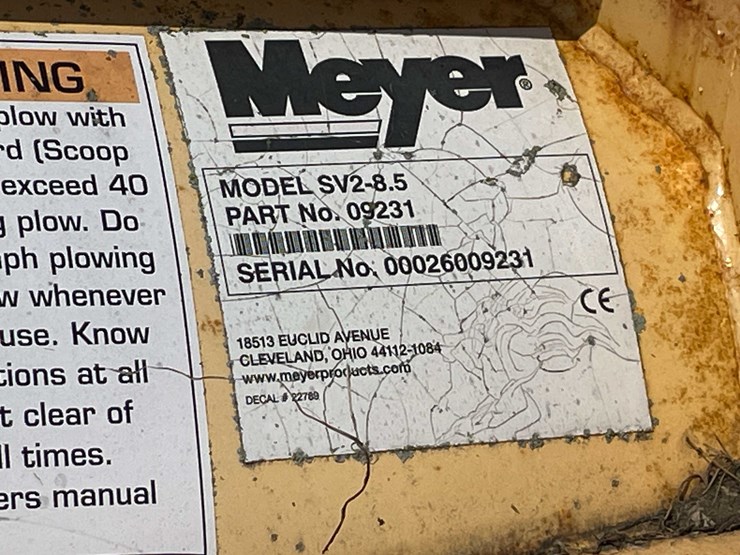 ING
plow with
rd (Scoop
exceed 40
g plow. Do
ph plowing
w whenever
use. Know
tions at all
t clear of
ll times.
ers manual
Meyer®
MODEL SV2-8.5
PART No. 09231
SERIAL No. 00026009231
CE
18513 EUCLID AVENUE
CLEVELAND, OHIO 44112-1084
www.meyerproducts.com
DECAL # 22789